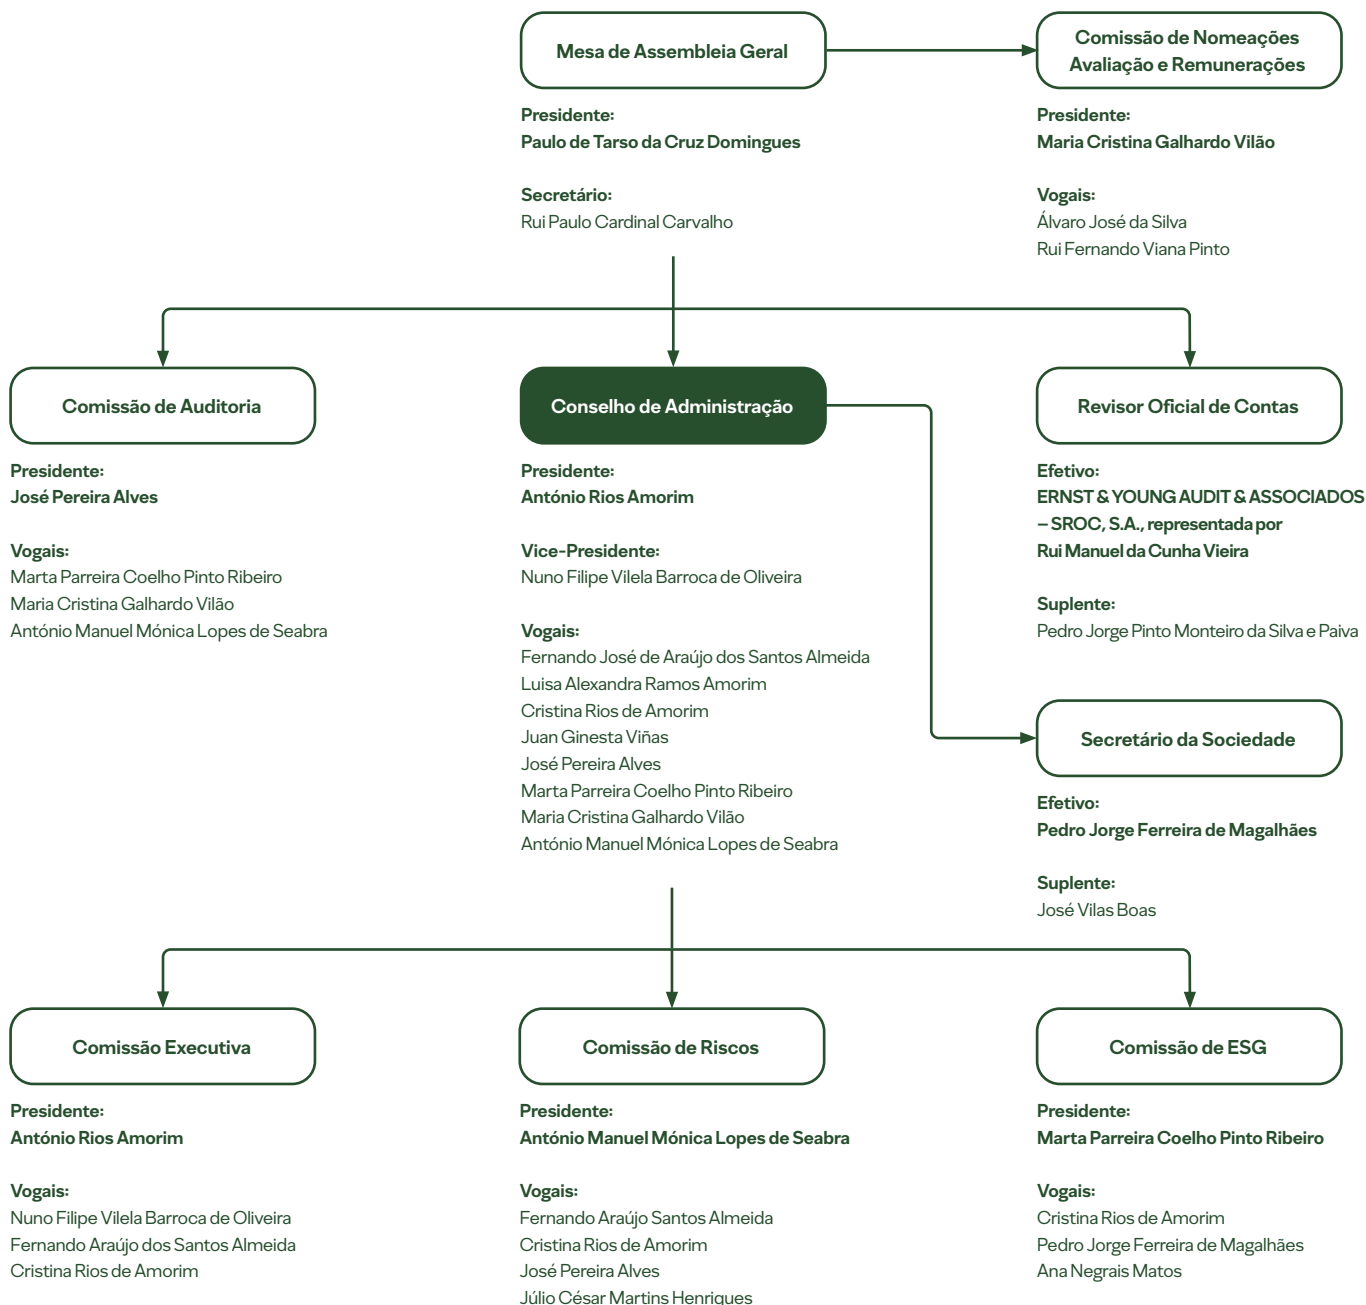 Mesa de Assembleia Geral
Presidente:
Paulo de Tarso da Cruz Domingues
Secretário:
Rui Paulo Cardinal Carvalho
Comissão de Nomeações
Avaliação e Remunerações
Presidente:
Maria Cristina Galhardo Vilão
Vogais:
Álvaro José da Silva
Rui Fernando Viana Pinto
Comissão de Auditoria
Presidente:
José Pereira Alves
Vogais:
Marta Parreira Coelho Pinto Ribeiro
Maria Cristina Galhardo Vilão
António Manuel Mónica Lopes de Seabra
Conselho de Administração
Presidente:
António Rios Amorim
Vice-Presidente:
Nuno Filipe Vilela Barroca de Oliveira
Vogais:
Fernando José de Araújo dos Santos Almeida
Luisa Alexandra Ramos Amorim
Cristina Rios de Amorim
Juan Ginesta Viñas
José Pereira Alves
Marta Parreira Coelho Pinto Ribeiro
Maria Cristina Galhardo Vilão
António Manuel Mónica Lopes de Seabra
Revisor Oficial de Contas
Efetivo:
ERNST & YOUNG AUDIT & ASSOCIADOS
– SROC, S.A., representada por
Rui Manuel da Cunha Vieira
Suplente:
Pedro Jorge Pinto Monteiro da Silva e Paiva
Secretário da Sociedade
Efetivo:
Pedro Jorge Ferreira de Magalhães
Suplente:
José Vilas Boas
Comissão Executiva
Presidente:
António Rios Amorim
Vogais:
Nuno Filipe Vilela Barroca de Oliveira
Fernando Araújo dos Santos Almeida
Cristina Rios de Amorim
Comissão de Riscos
Presidente:
António Manuel Mónica Lopes de Seabra
Vogais:
Fernando Araújo Santos Almeida
Cristina Rios de Amorim
José Pereira Alves
Júlio César Martins Henriques
Comissão de ESG
Presidente:
Marta Parreira Coelho Pinto Ribeiro
Vogais:
Cristina Rios de Amorim
Pedro Jorge Ferreira de Magalhães
Ana Negrais Matos